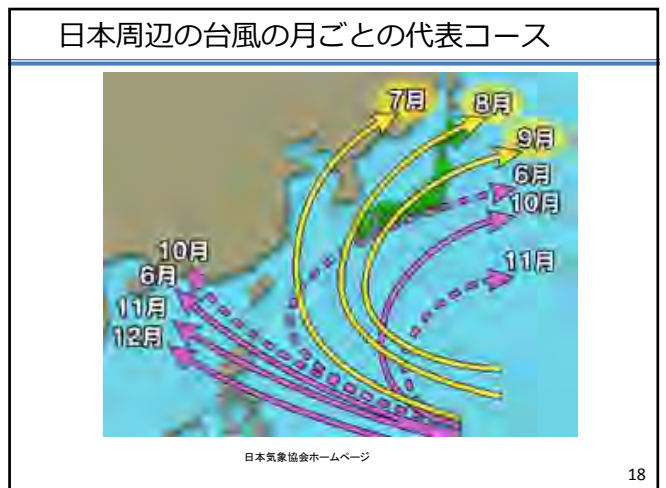 日本周辺の台風の月ごとの代表コース
7月
8月
9月
6月
10月
11月
10月
6月
11月
12月
日本気象協会ホームページ
18